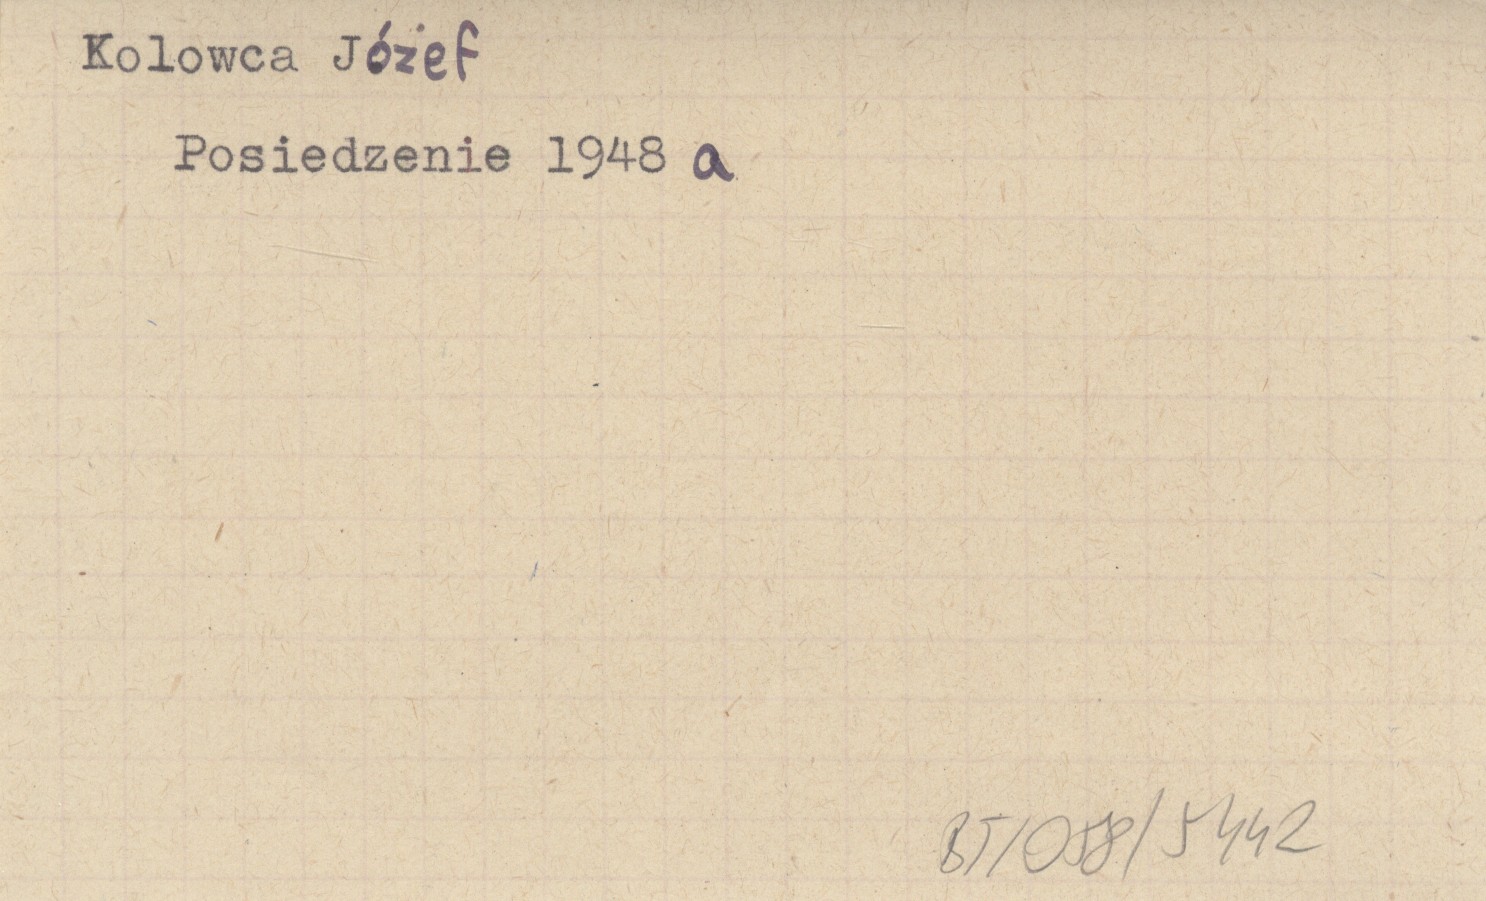 Kolowca Józef
Posiedzenie 1948 a
BT/058/5442